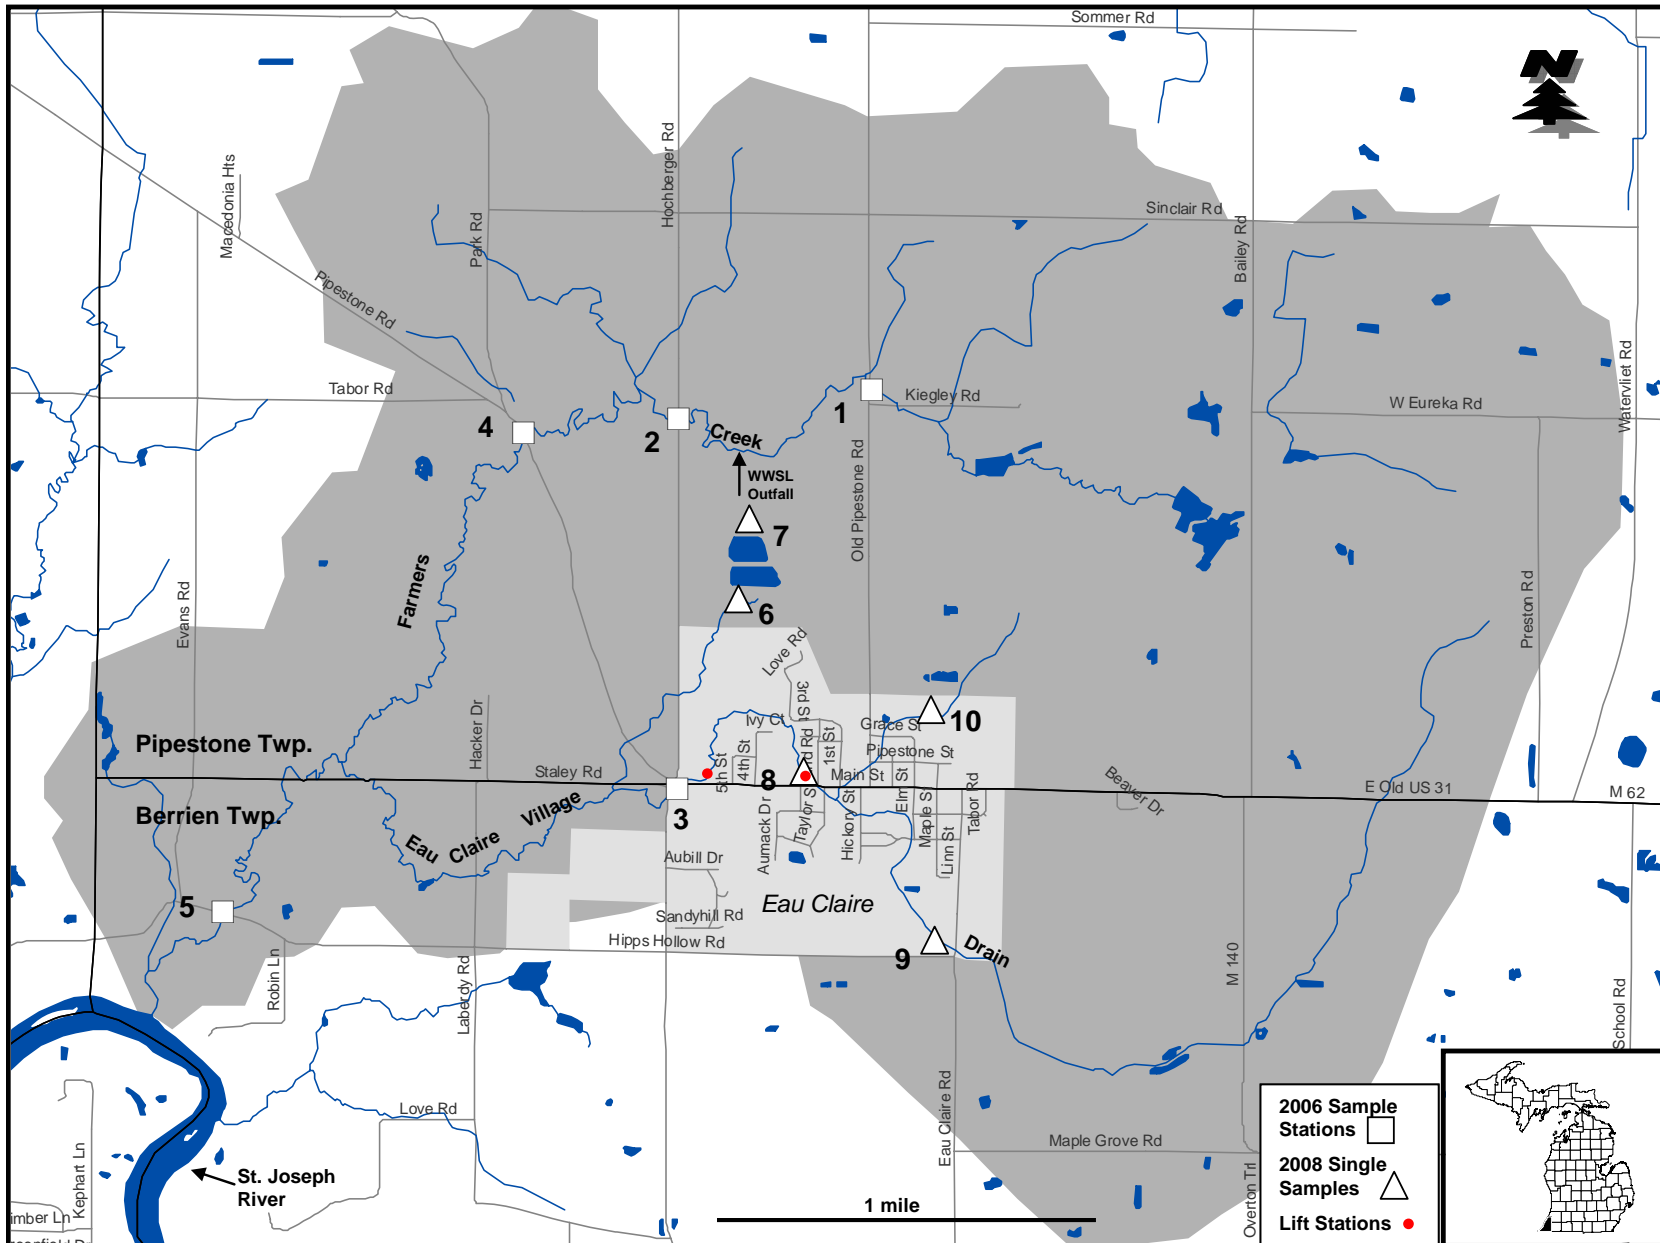 Sommer Rd
N
Hochberger Rd
Macedonia Hts
Park Rd
Sinclair Rd
Bailey Rd
Pipestone Rd
Tabor Rd
Kiegley Rd
W Eureka Rd
Watervliet Rd
1
4
2
Creek
WWSL
Outfall
Old Pipestone Rd
7
Farmers
6
Evans Rd
Preston Rd
Love Rd
3rd St
Hacker Dr
Ivy Ct
Grace St
10
Pipestone Twp.
Pipestone St
1st St
4th St
5th St
Staley Rd
8
Main St
Elm St
Tabor Rd
Beaver Dr
E Old US 31
M 62
Berrien Twp.
Village
3
Eau
Claire
Aumack Dr
Taylor S
Hickory St
Maple St
Linn St
Aubill Dr
5
Eau Claire
Sandyhill Rd
Hipps Hollow Rd
9
Drain
M 140
Robin Ln
Laberdy Rd
School Rd
Eau Claire Rd
Love Rd
Maple Grove Rd
Kephart Ln
St. Joseph
River
1 mile
Overton Trl
imber Ln
2006 Sample
Stations
2008 Single
Samples
Lift Stations